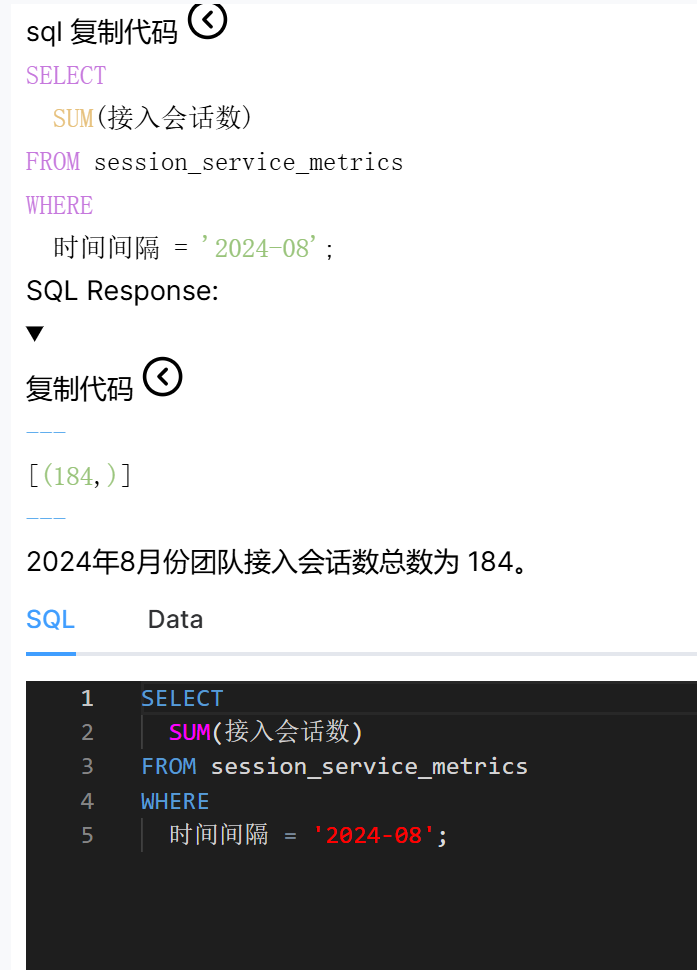 sql 复制代码
SELECT
SUM(接入会话数)
FROM session_service_metrics
WHERE
时间间隔 = '2024-08';
SQL Response:
复制代码
---
[(184,)]
---
2024年8月份团队接入会话数总数为 184。
SQL Data
1 SELECT
2 SUM(接入会话数)
3 FROM session_service_metrics
4 WHERE
5 时间间隔 = '2024-08';